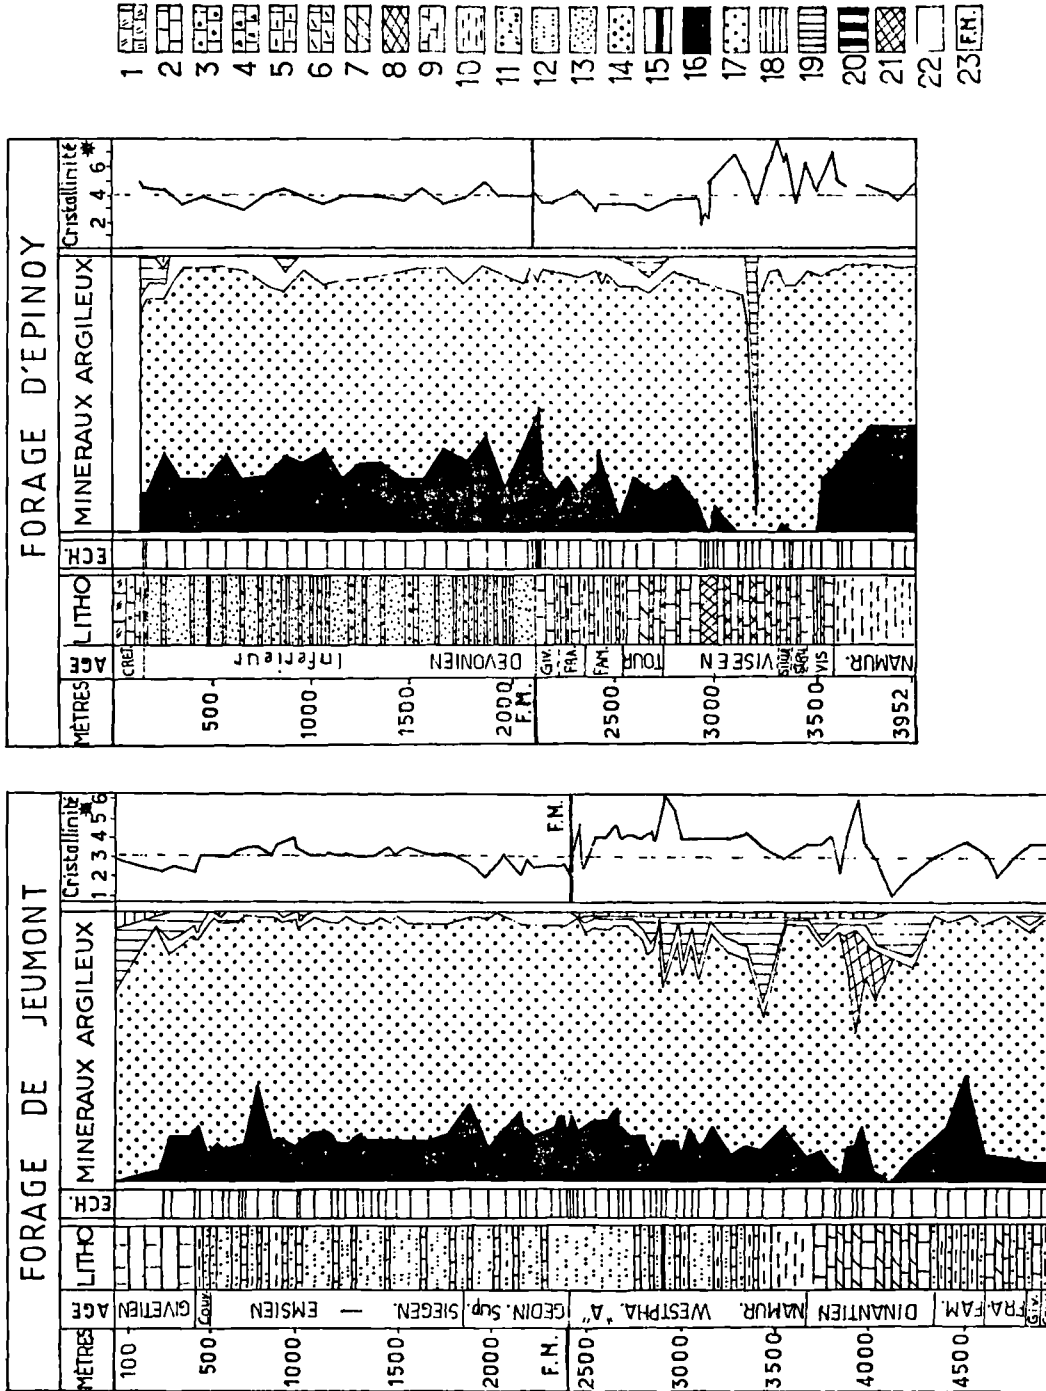 1 2 3 4 5 6 7 8 9 10 11 12 13 14 15 16 17 18 19 20 21 22 23
F.M.
FORAGE D'EPINOY
MÈTRES
AGE
LITHO
ECH.
MINERAUX ARGILEUX
Cristallinité *
2 4 6
500
1000
1500
2000
F.M.
2500
3000
3500
3952
CRET.
DEVONIEN Inférieur
GIV.
FRA.
FAM.
TOUR
VISEEN
VIS
NAMUR.
FORAGE DE JEUMONT
MÈTRES
AGE
LITHO
ECH.
MINERAUX ARGILEUX
Cristallinité *
1 2 3 4 5 6
F.M.
100
500
1000
1500
2000
F.M.
2500
3000
3500
4000
4500
GIVETIEN
COUV.
EMSIEN —
SIEGEN.
GEDIN. Sup.
WESTPHA. "A"
NAMUR.
DINANTIEN
FAM.
FRA.
GIV.